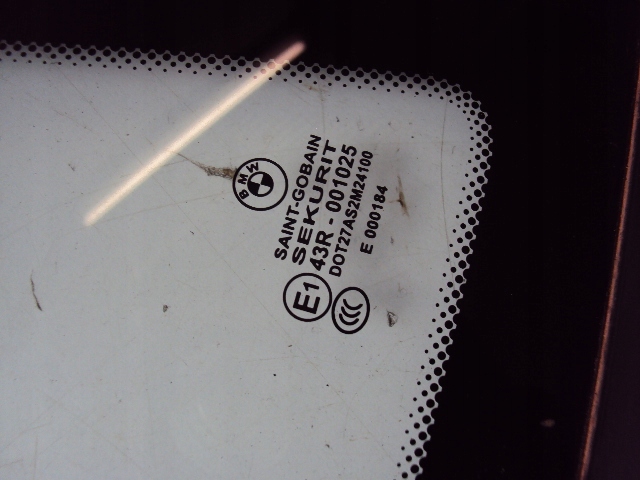 BMW
SAINT-GOBAIN
SEKURIT
E1 43R - 001025
DOT27AS2M24100
E 000184